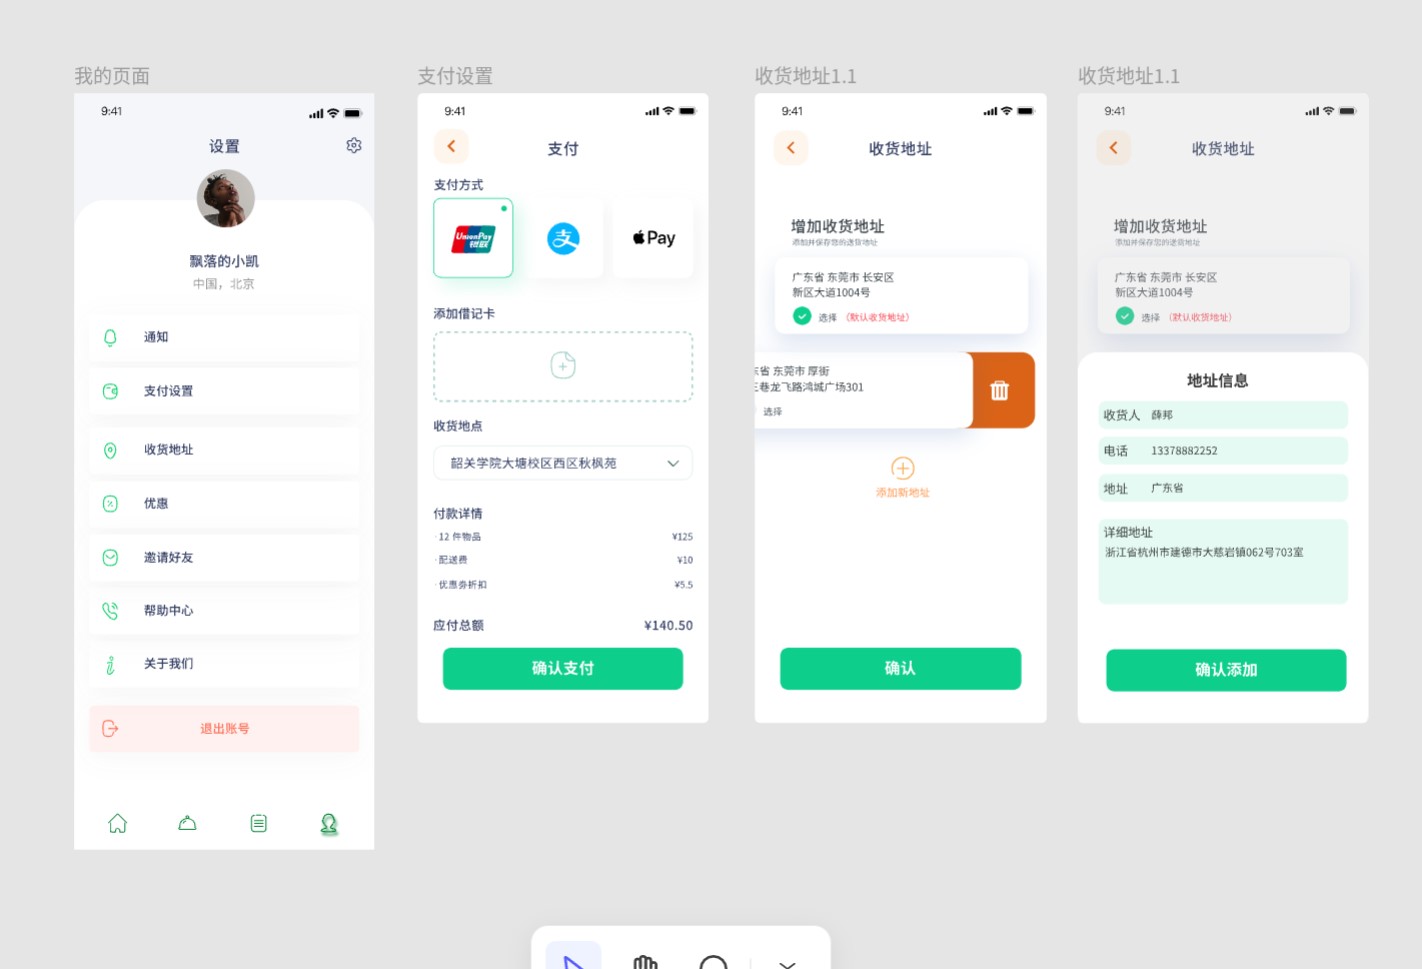 我的页面
9:41
设置
飘落的小凯
中国，北京
通知
支付设置
收货地址
优惠
邀请好友
帮助中心
关于我们
退出账号
支付设置
9:41
支付
支付方式
UnionPay
银联
支
Pay
添加借记卡
收货地点
韶关学院大塘校区西区秋枫苑
付款详情
·12 件物品 ¥125
·配送费 ¥10
·优惠券折扣 ¥5.5
应付总额 ¥140.50
确认支付
收货地址1.1
9:41
收货地址
增加收货地址
添加并保存您的送货地址
广东省 东莞市 长安区
新区大道1004号
选择 （默认收货地址）
省 东莞市 厚街
巷龙飞路鸿城广场301
选择
添加新地址
确认
收货地址1.1
9:41
收货地址
增加收货地址
添加并保存您的送货地址
广东省 东莞市 长安区
新区大道1004号
选择 （默认收货地址）
地址信息
收货人 薛邦
电话 13378882252
地址 广东省
详细地址
浙江省杭州市建德市大慈岩镇062号703室
确认添加